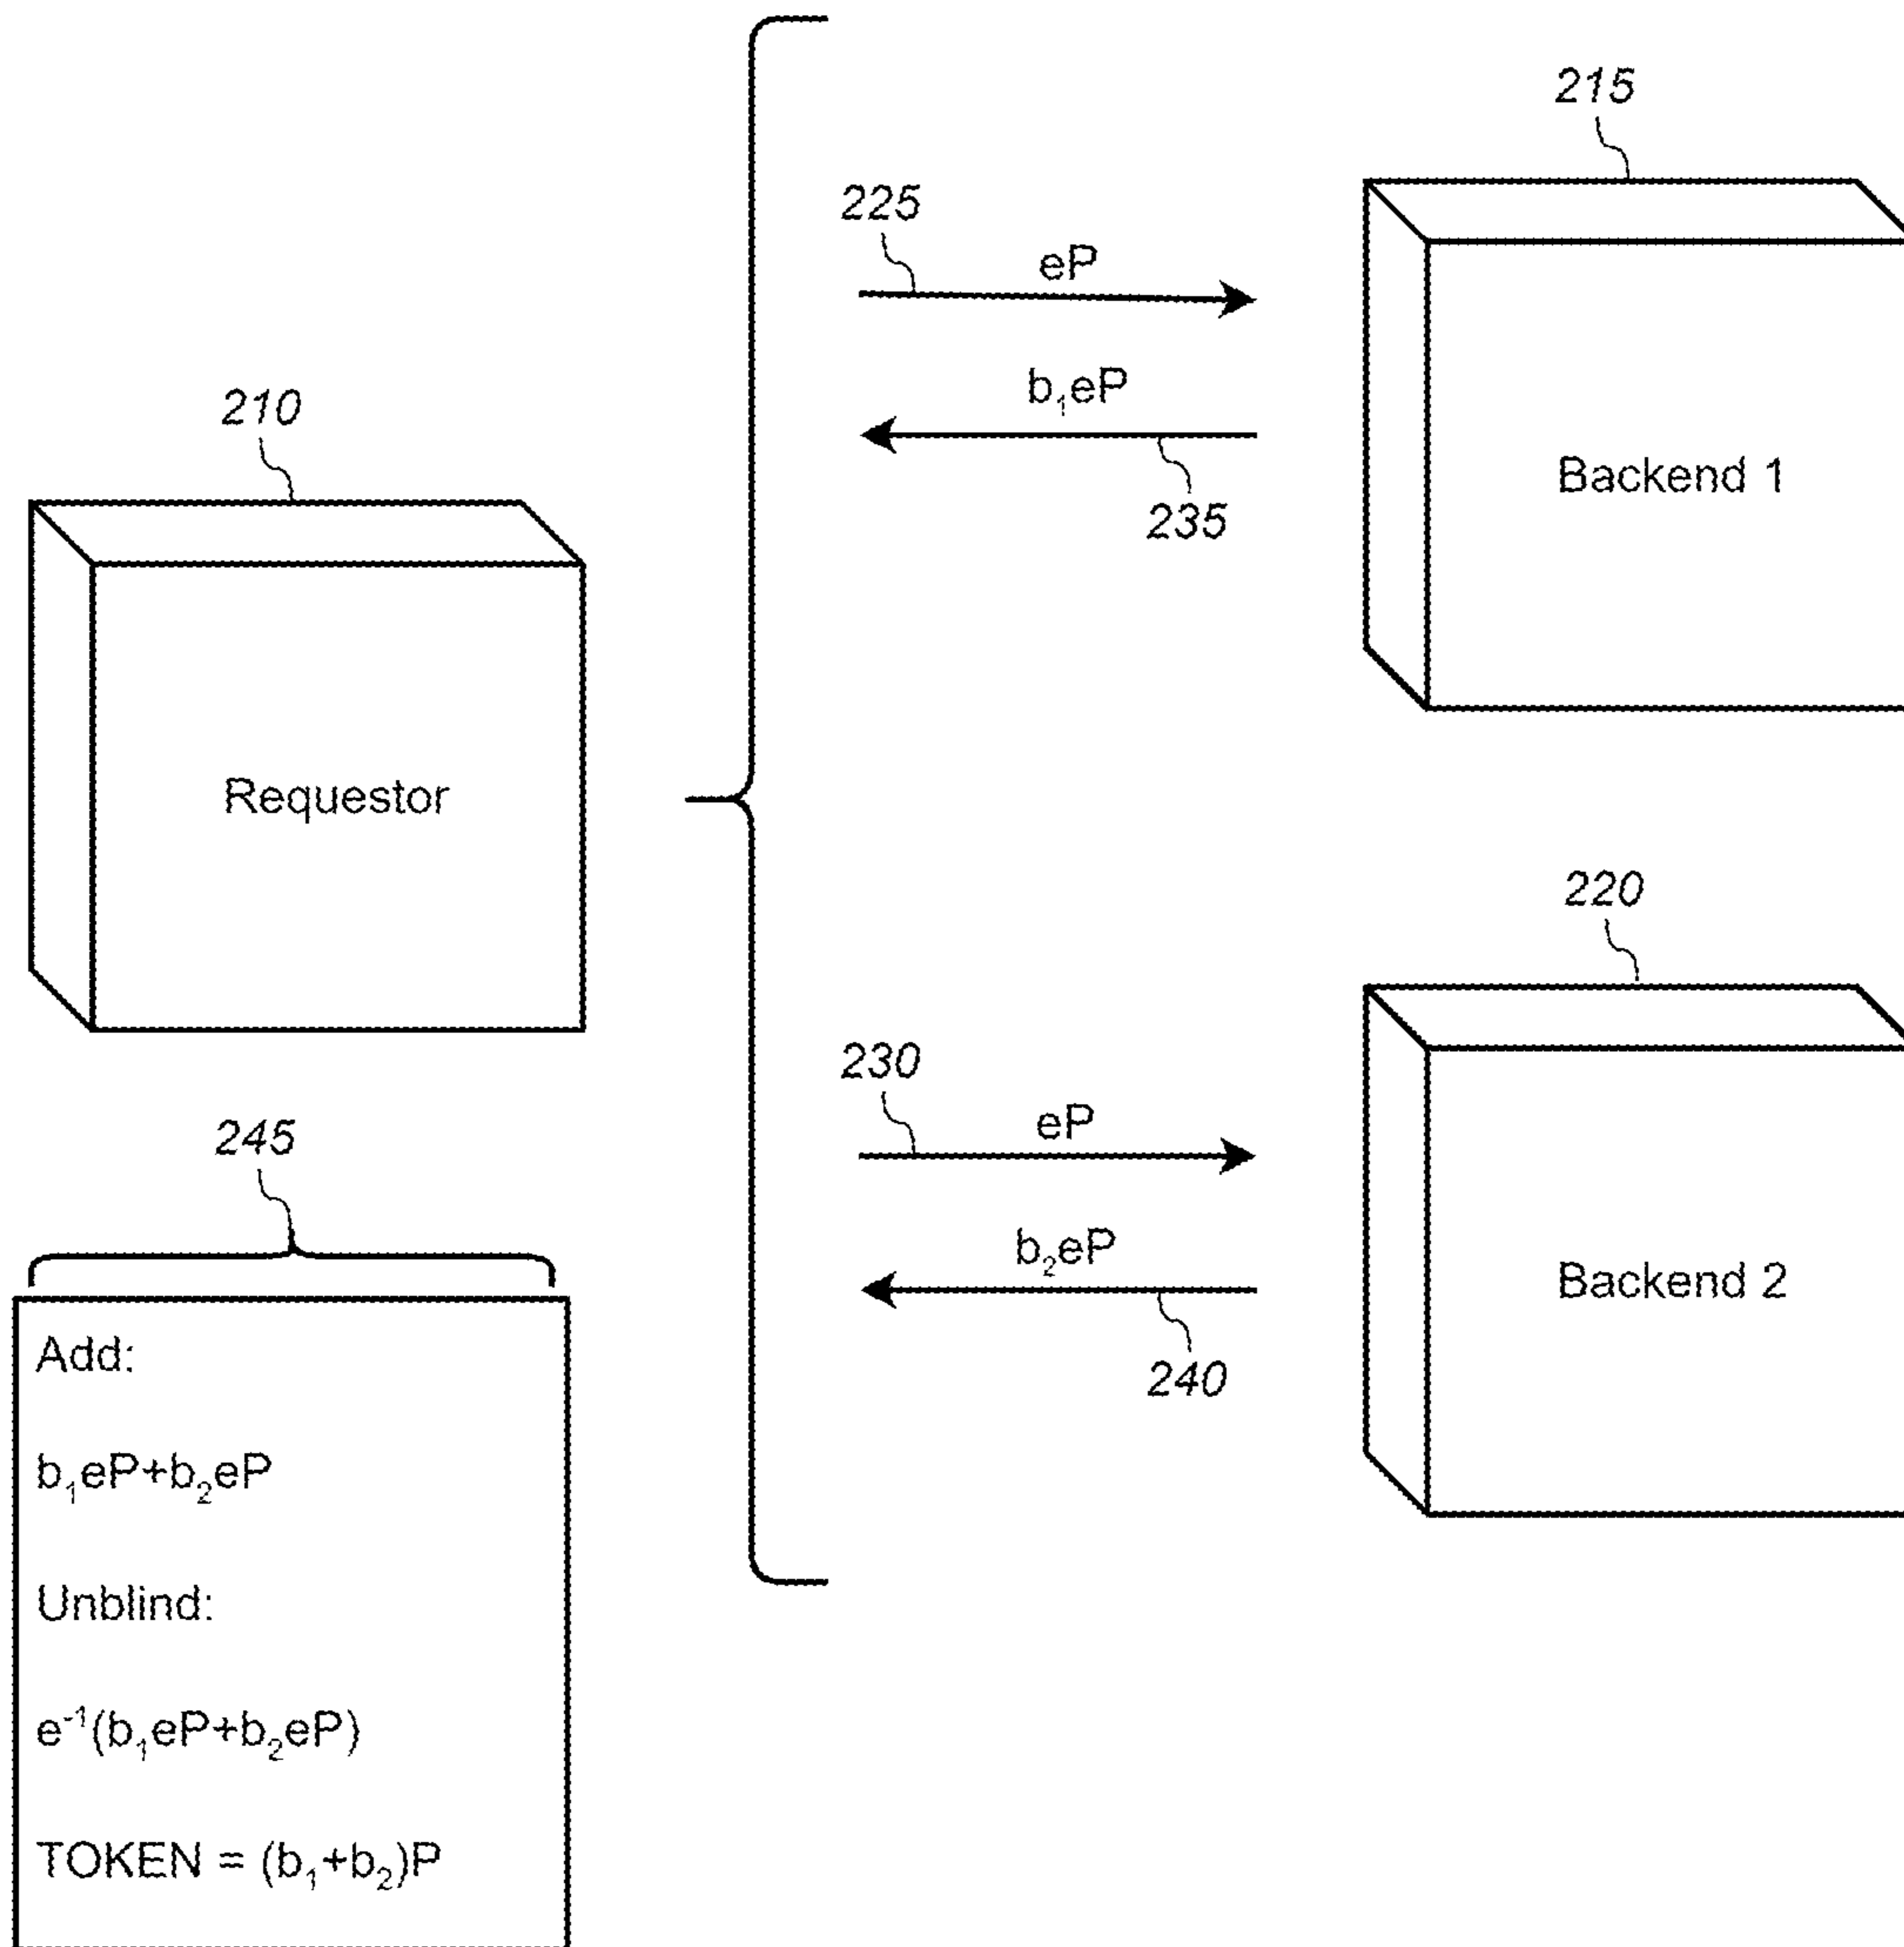 215
225
eP
b₁eP
235
Backend 1
210
Requestor
220
230
eP
b₂eP
240
Backend 2
245
Add:
b₁eP+b₂eP
Unblind:
e⁻¹(b₁eP+b₂eP)
TOKEN = (b₁+b₂)P